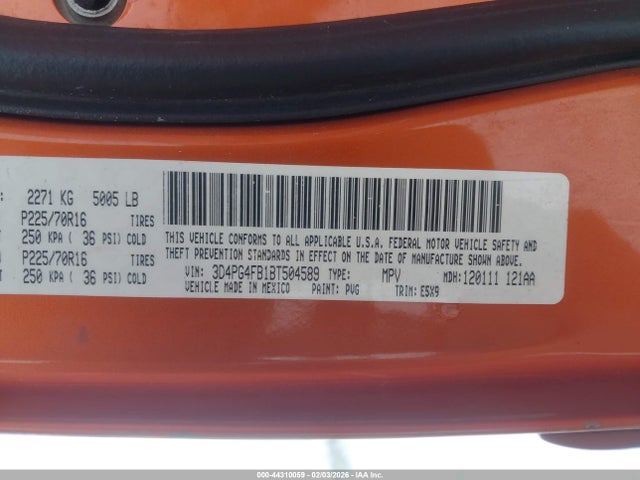 : 2271 KG 5005 LB
P225/70R16 TIRES
250 KPA ( 36 PSI) COLD
P225/70R16 TIRES
250 KPA ( 36 PSI) COLD
THIS VEHICLE CONFORMS TO ALL APPLICABLE U.S.A. FEDERAL MOTOR VEHICLE SAFETY AND
THEFT PREVENTION STANDARDS IN EFFECT ON THE DATE OF MANUFACTURE SHOWN ABOVE.
VIN: 3D4PG4FB1BT504589 TYPE: MPV MDH: 120111 121AA
VEHICLE MADE IN MEXICO PAINT: PVG TRIM: E5X9
000-44310059 - 02/03/2026 - IAAI.com